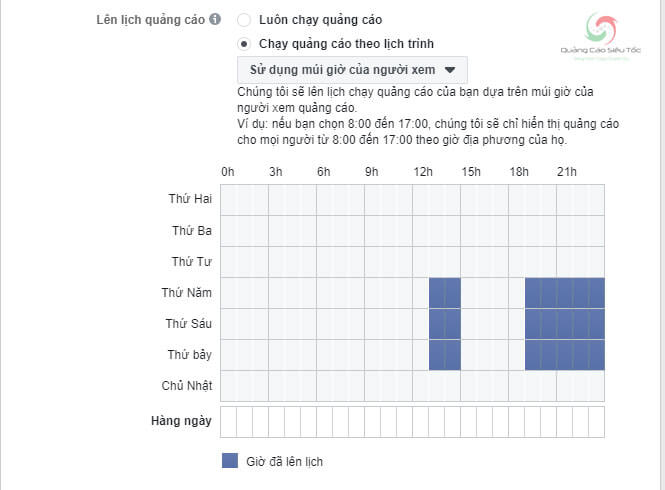 Lên lịch quảng cáo
Luôn chạy quảng cáo
Chạy quảng cáo theo lịch trình
Quảng Cáo Siêu Tốc
Sử dụng múi giờ của người xem
Chúng tôi sẽ lên lịch chạy quảng cáo của bạn dựa trên múi giờ của
người xem quảng cáo.
Ví dụ: nếu bạn chọn 8:00 đến 17:00, chúng tôi sẽ chỉ hiển thị quảng cáo
cho mọi người từ 8:00 đến 17:00 theo giờ địa phương của họ.
0h 3h 6h 9h 12h 15h 18h 21h
Thứ Hai
Thứ Ba
Thứ Tư
Thứ Năm
Thứ Sáu
Thứ bảy
Chủ Nhật
Hàng ngày
Giờ đã lên lịch